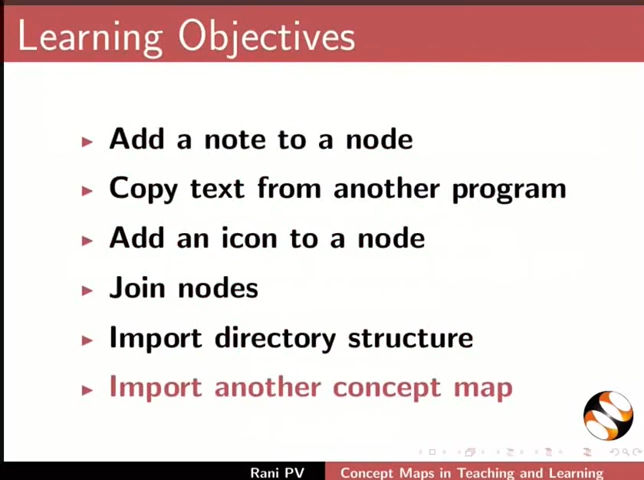 Learning Objectives
Add a note to a node
Copy text from another program
Add an icon to a node
Join nodes
Import directory structure
Import another concept map
Rani PV
Concept Maps in Teaching and Learning